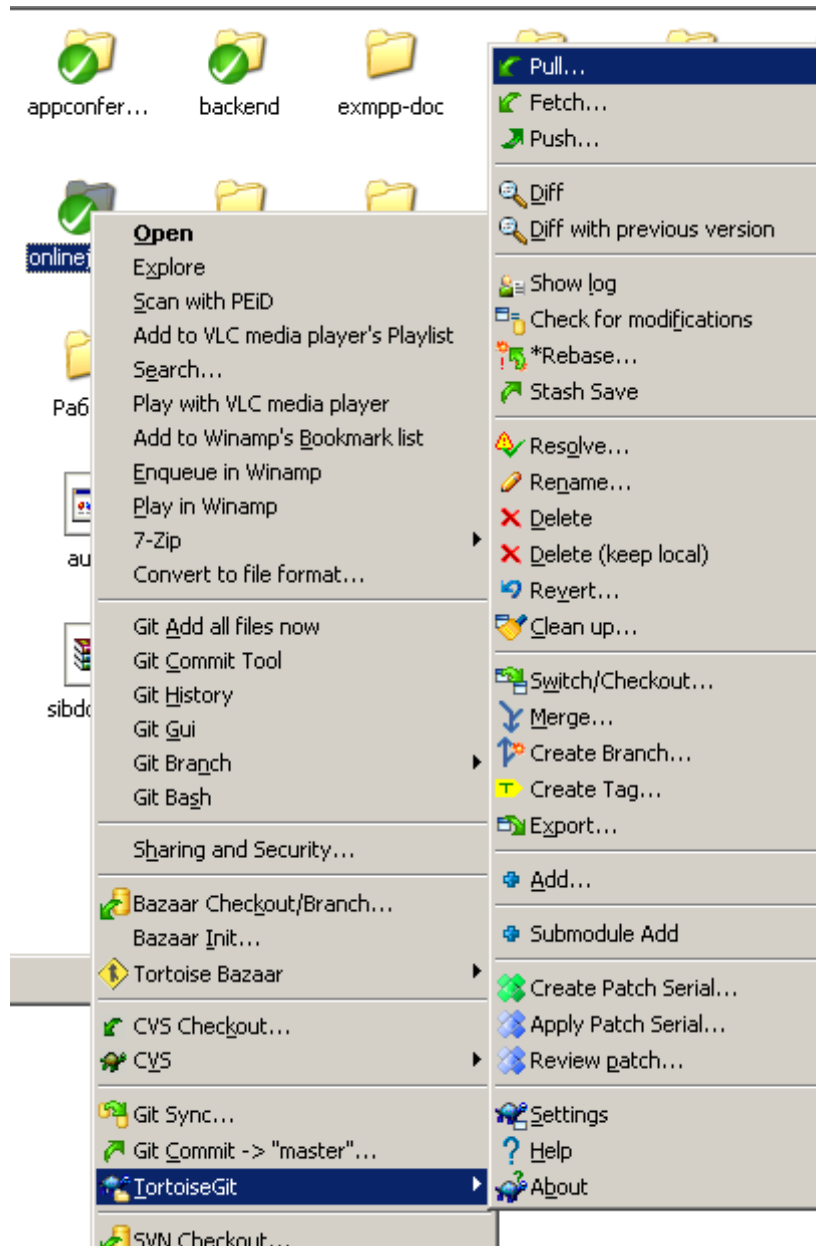 appconfer...
backend
exmpp-doc
online
Раб
au
sibd
Open
Explore
Scan with PEiD
Add to VLC media player's Playlist
Search...
Play with VLC media player
Add to Winamp's Bookmark list
Enqueue in Winamp
Play in Winamp
7-Zip
Convert to file format...
Git Add all files now
Git Commit Tool
Git History
Git Gui
Git Branch
Git Bash
Sharing and Security...
Bazaar Checkout/Branch...
Bazaar Init...
Tortoise Bazaar
CVS Checkout...
CVS
Git Sync...
Git Commit -> "master"...
TortoiseGit
SVN Checkout...
Pull...
Fetch...
Push...
Diff
Diff with previous version
Show log
Check for modifications
*Rebase...
Stash Save
Resolve...
Rename...
Delete
Delete (keep local)
Revert...
Clean up...
Switch/Checkout...
Merge...
Create Branch...
Create Tag...
Export...
Add...
Submodule Add
Create Patch Serial...
Apply Patch Serial...
Review patch...
Settings
Help
About